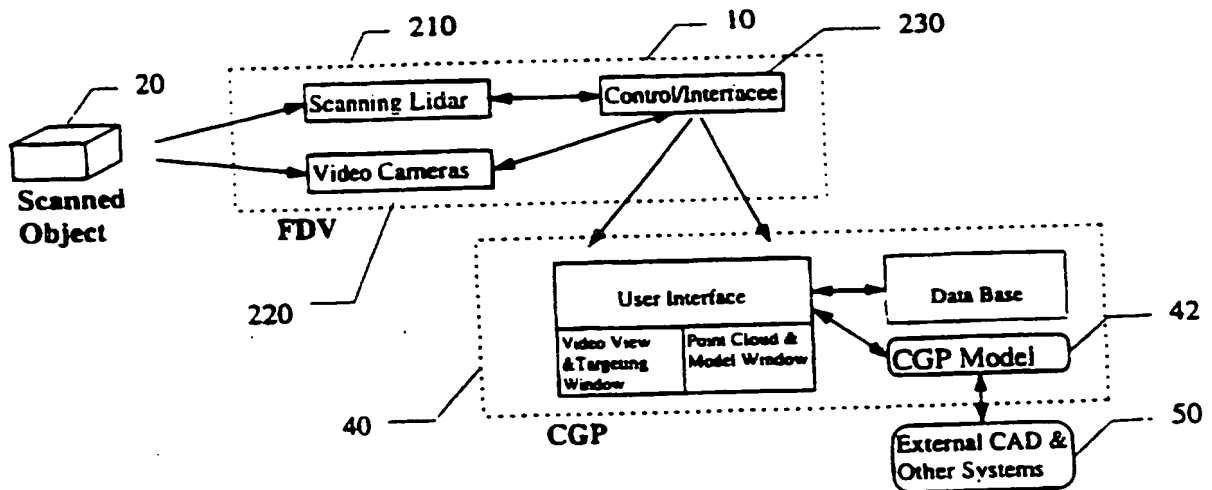 210
10
230
20
Scanning Lidar
Control/Interfacee
Video Cameras
Scanned
Object
FDV
220
User Interface
Data Base
42
Video View
&Targeting
Window
Point Cloud &
Model Window
CGP Model
40
CGP
External CAD &
Other Systems
50